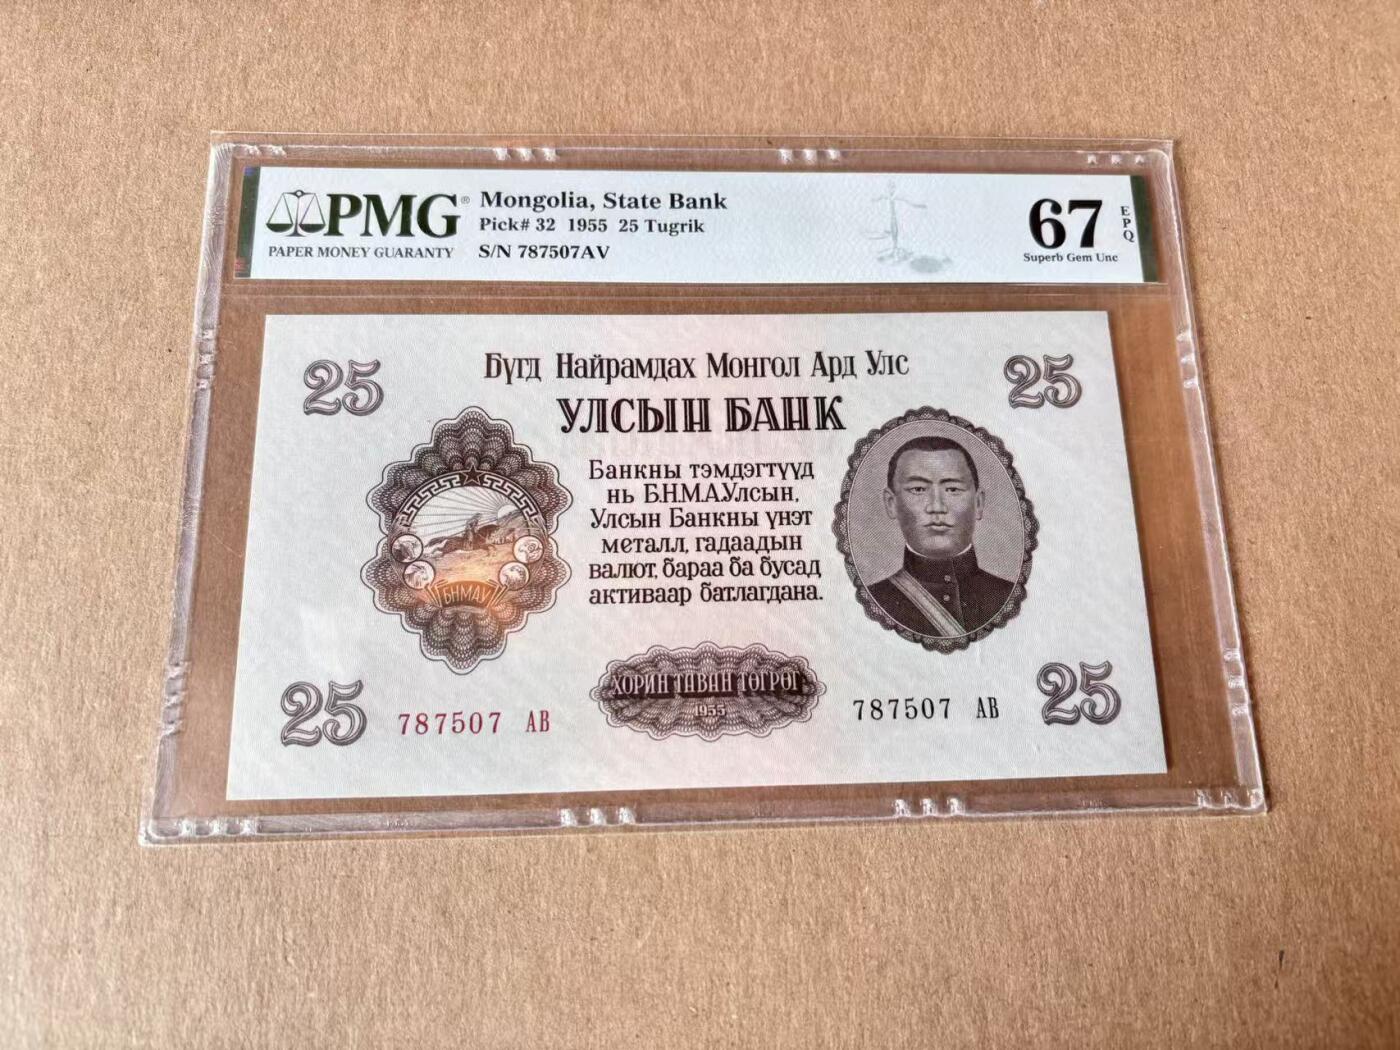 PMG®
PAPER MONEY GUARANTY
Mongolia, State Bank
Pick# 32 1955 25 Tugrik
S/N 787507AV
67
EPQ
Superb Gem Unc
25
Бүгд Найрамдах Монгол Ард Улс
25
УЛСЫН БАНК
Банкны тэмдэгтүүд
нь Б.Н.М.А.Улсын,
Улсын Банкны үнэт
металл, гадаадын
валют, бараа ба бусад
активаар батлагдана.
БНМАУ
ХОРИН ТАВАН ТӨГРӨГ
1955
25
787507 АВ
787507 АВ
25